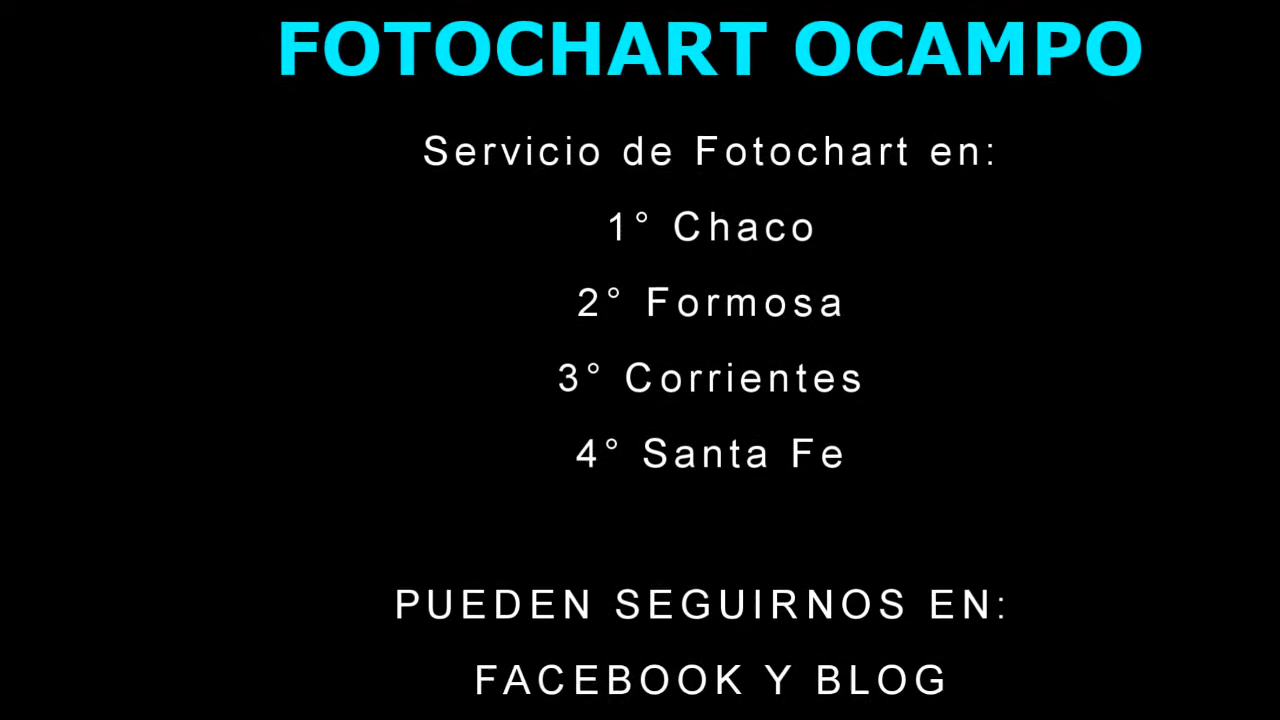 FOTOCHART OCAMPO
Servicio de Fotochart en:
1° Chaco
2° Formosa
3° Corrientes
4° Santa Fe
PUEDEN SEGUIRNOS EN:
FACEBOOK Y BLOG